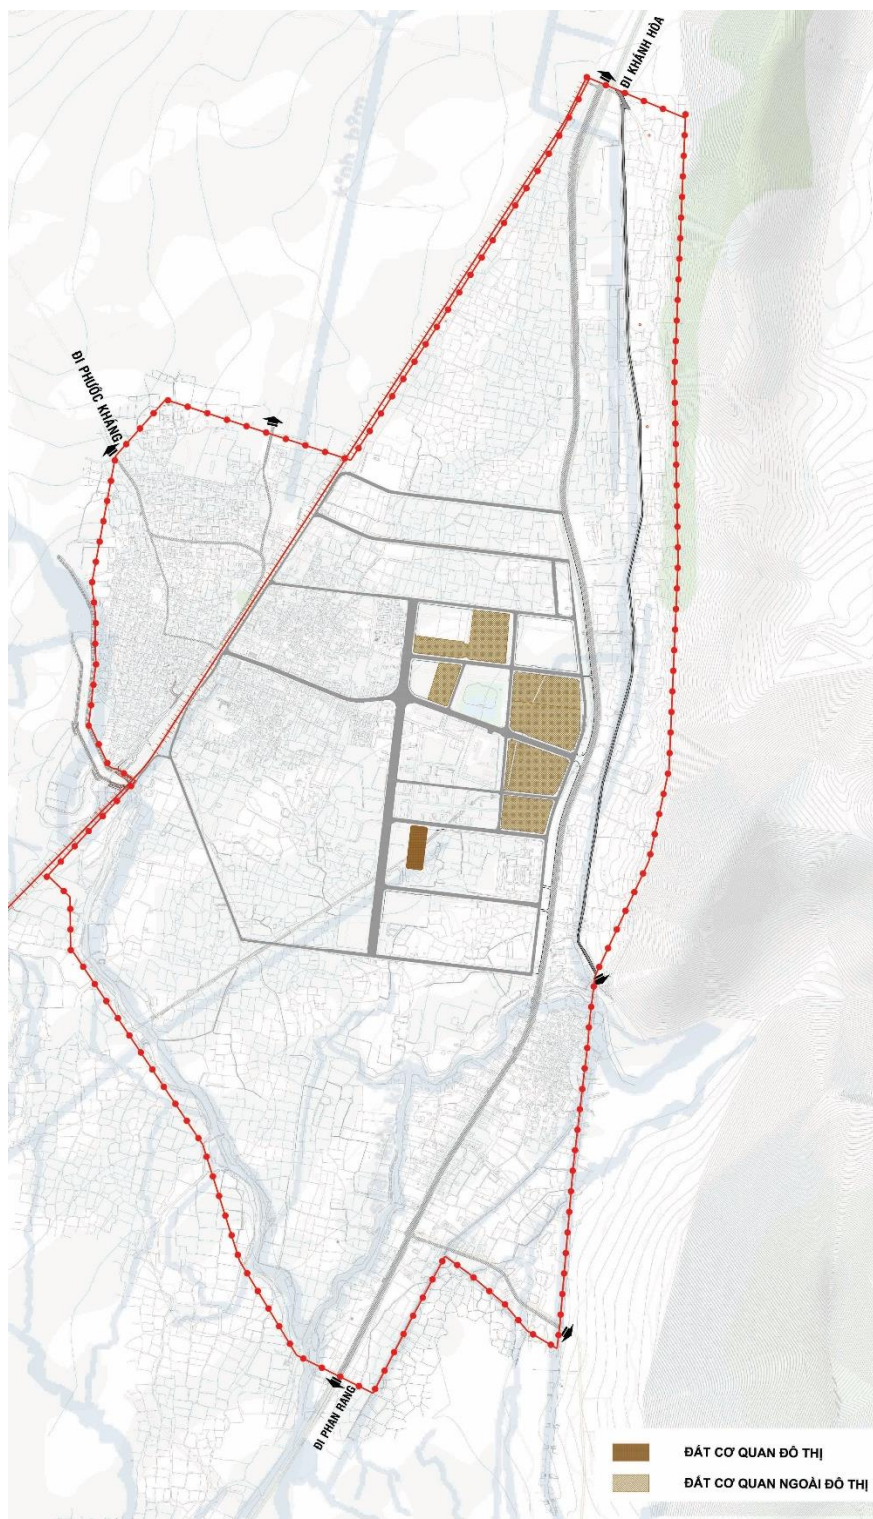 ĐI KHÁNH HÒA
ĐI PHƯỚC KHÁNG
ĐI PHAN RANG
ĐẤT CƠ QUAN ĐÔ THỊ
ĐẤT CƠ QUAN NGOÀI ĐÔ THỊ